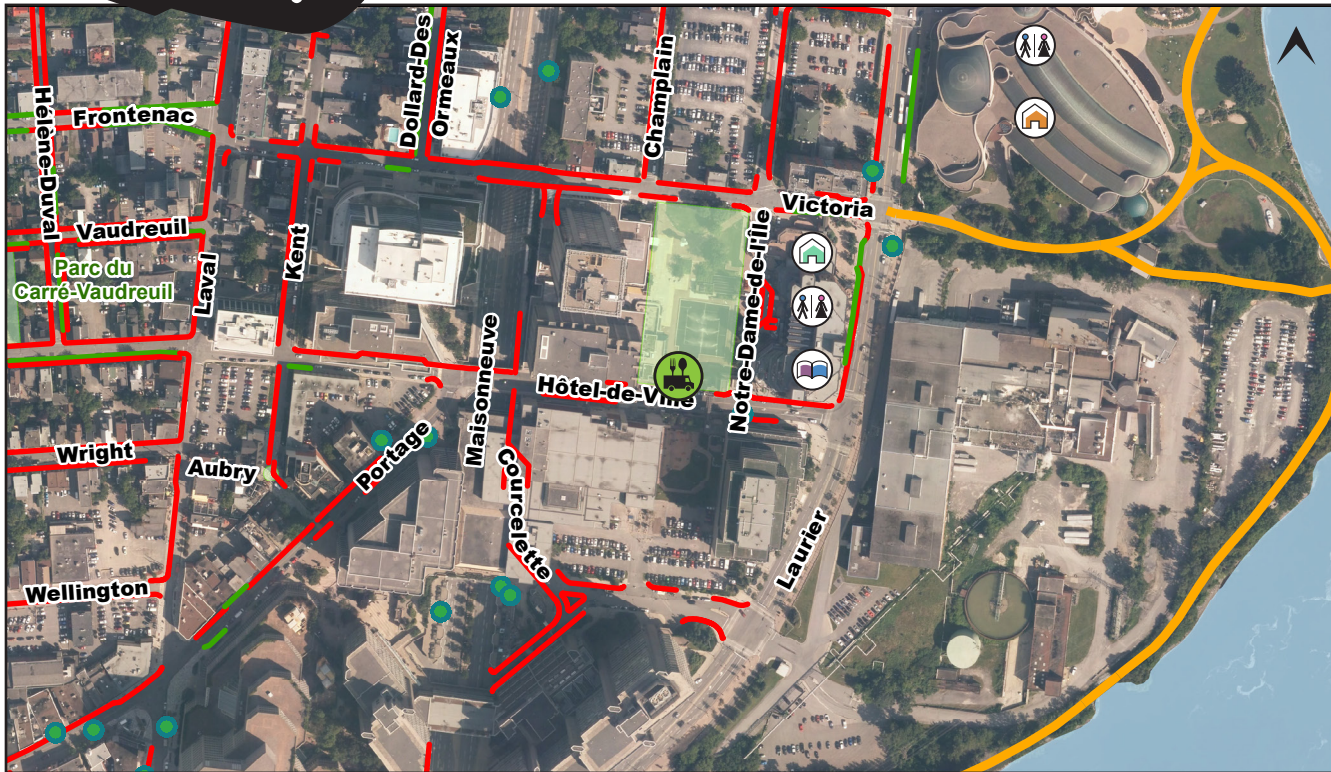 Hélène-Duval
Frontenac
Dollard-Des
Ormeaux
Champlain
Vaudreuil
Parc du
Carré-Vaudreuil
Laval
Kent
Victoria
Notre-Dame-de-l'Île
Maisonneuve
Hôtel-de-Ville
Wright
Aubry
Portage
Courcelette
Laurier
Wellington